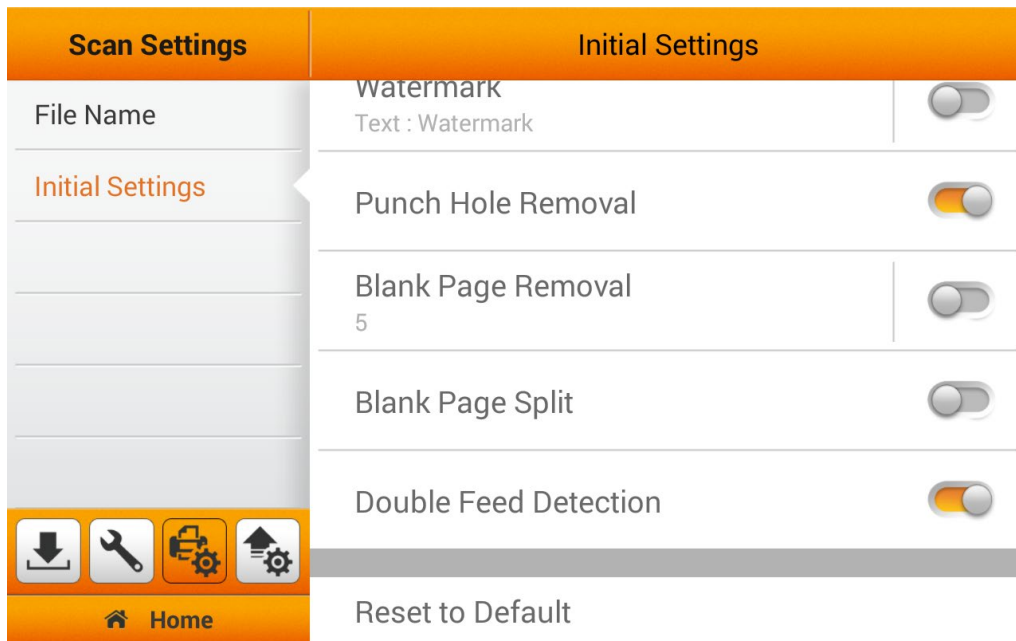 Scan Settings
Initial Settings
File Name
Initial Settings
Watermark
Text : Watermark
Punch Hole Removal
Blank Page Removal
5
Blank Page Split
Double Feed Detection
Reset to Default
Home